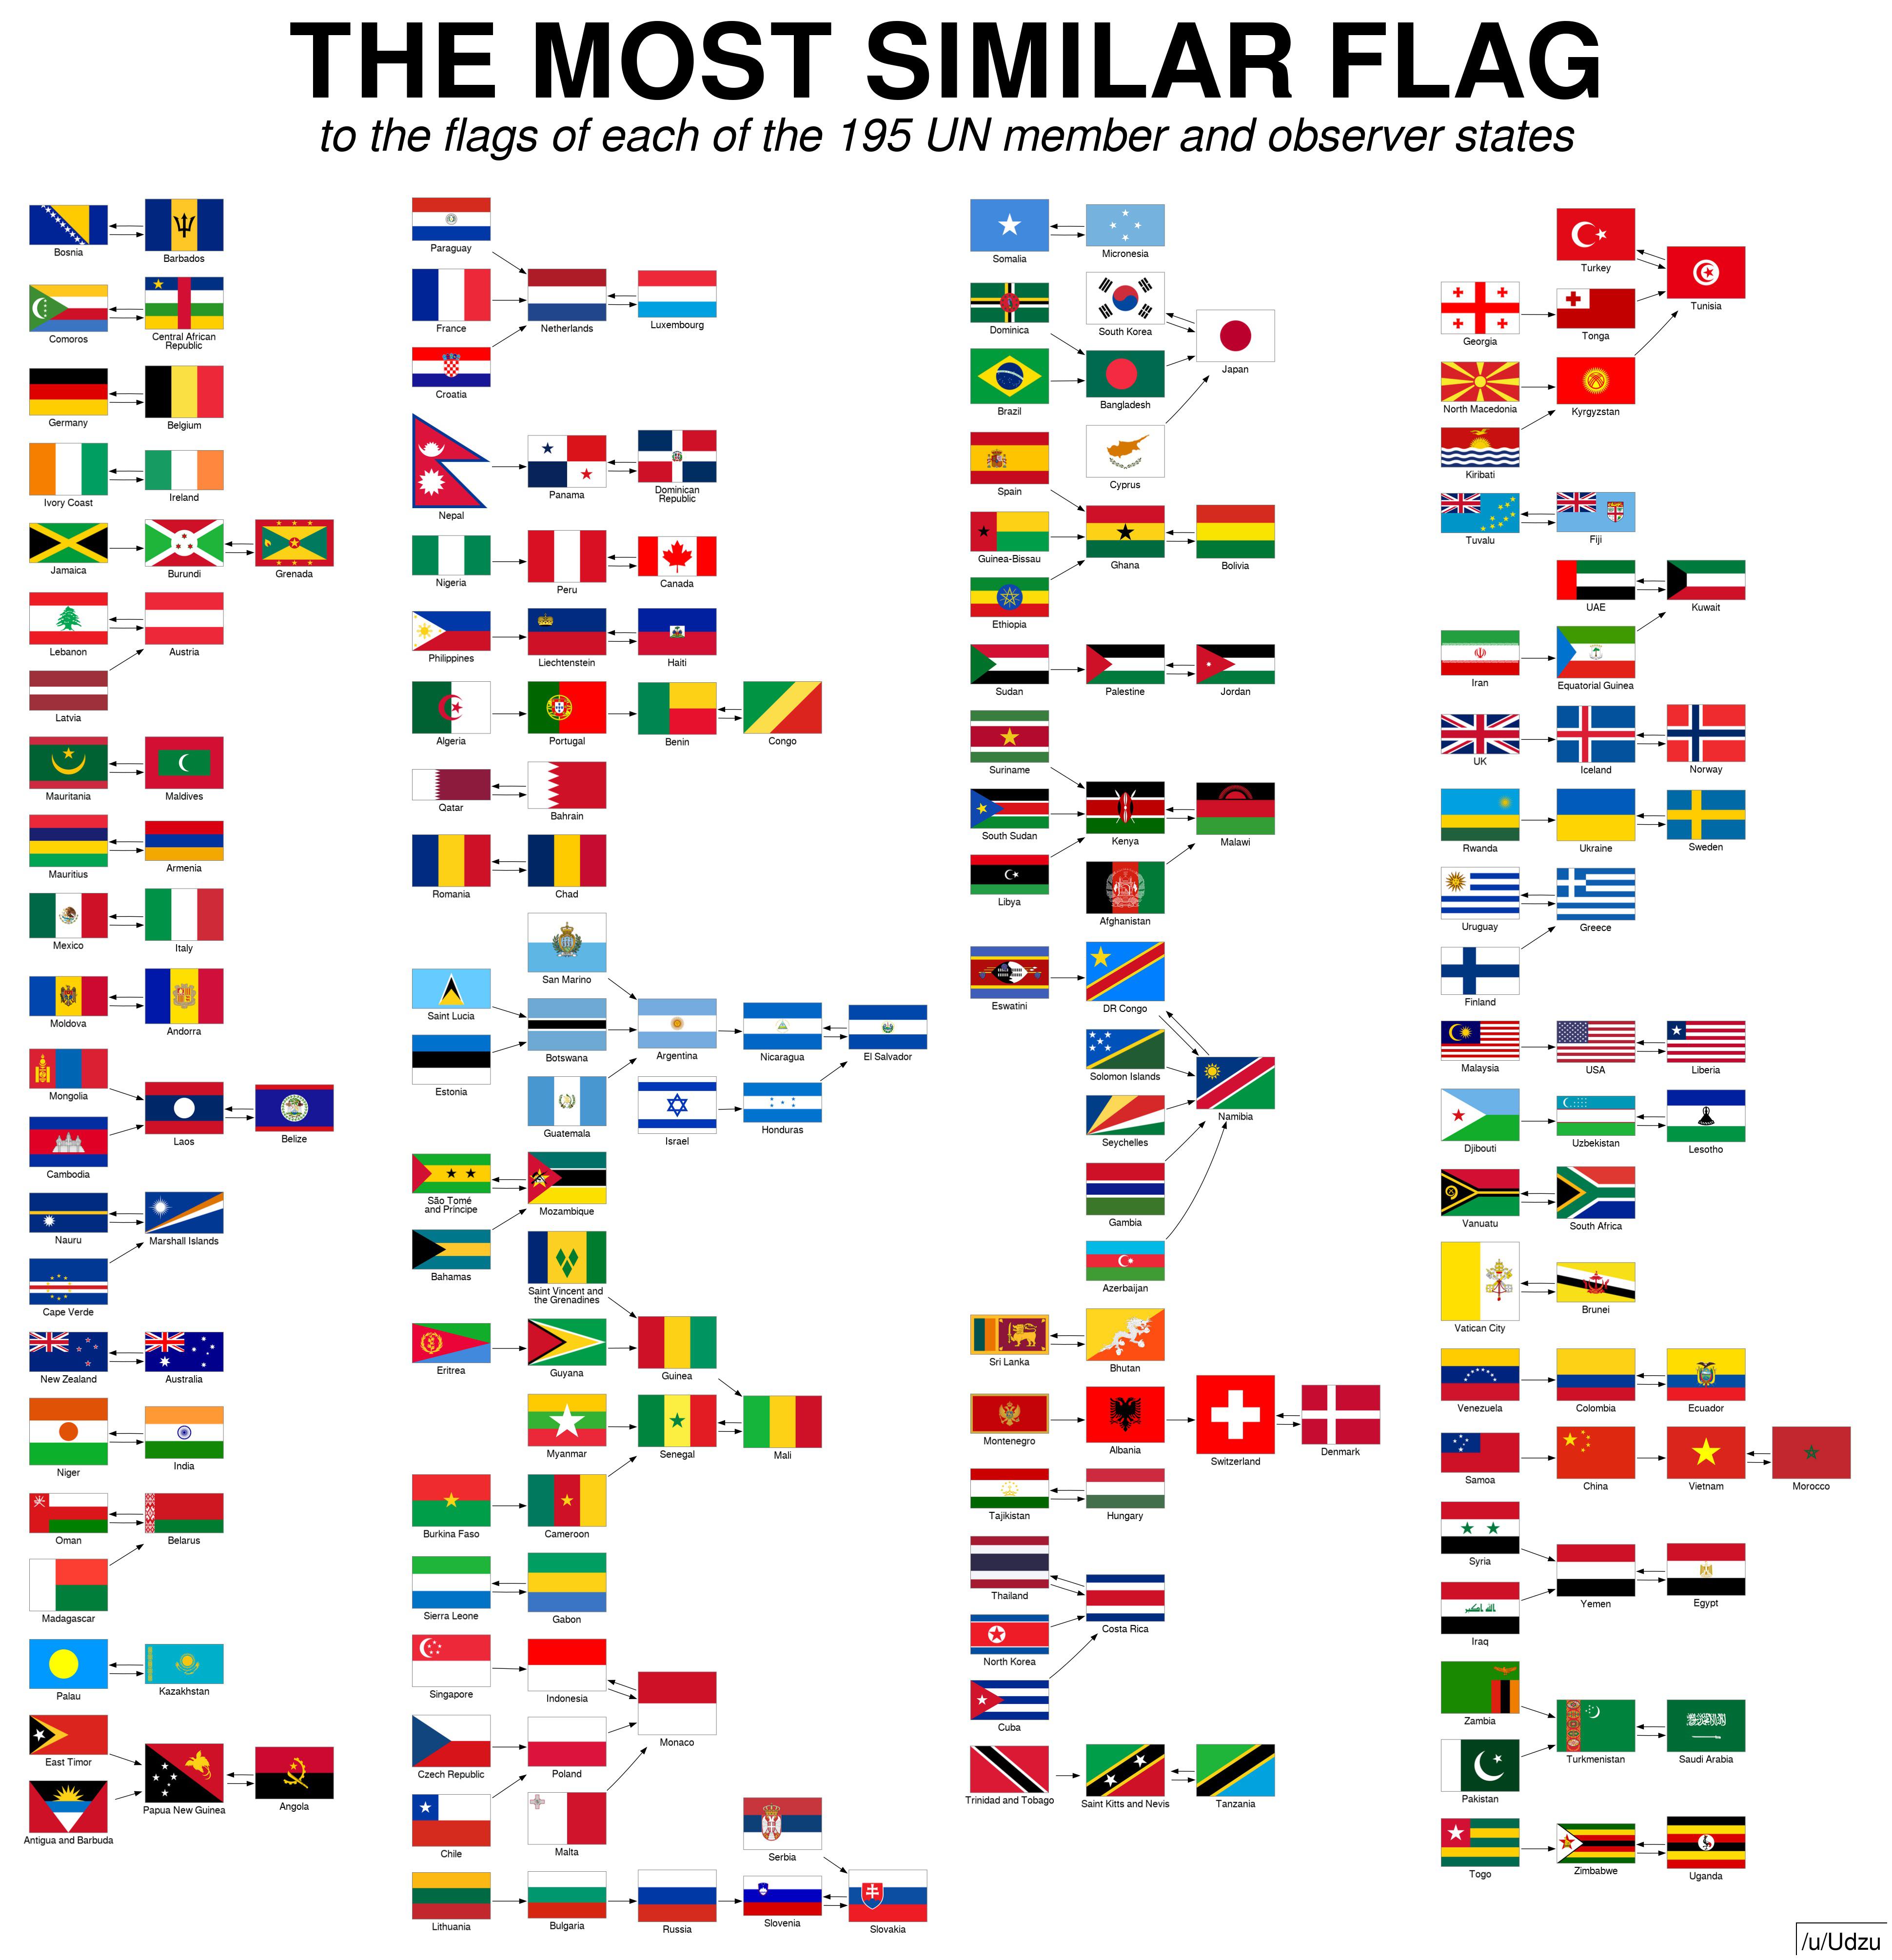 THE MOST SIMILAR FLAG
to the flags of each of the 195 UN member and observer states
Bosnia
Barbados
Comoros
Central African
Republic
Germany
Belgium
Ivory Coast
Ireland
Jamaica
Burundi
Grenada
Lebanon
Austria
Latvia
Mauritania
Maldives
Mauritius
Armenia
Mexico
Italy
Moldova
Andorra
Mongolia
Laos
Belize
Cambodia
Nauru
Marshall Islands
Cape Verde
New Zealand
Australia
Niger
India
Oman
Belarus
Madagascar
Palau
Kazakhstan
East Timor
Papua New Guinea
Angola
Antigua and Barbuda
Paraguay
France
Netherlands
Luxembourg
Croatia
Nepal
Panama
Dominican
Republic
Nigeria
Peru
Canada
Philippines
Liechtenstein
Haiti
Algeria
Portugal
Benin
Congo
Qatar
Bahrain
Romania
Chad
San Marino
Saint Lucia
Botswana
Argentina
Nicaragua
El Salvador
Estonia
Guatemala
Israel
Honduras
São Tomé
and Príncipe
Mozambique
Bahamas
Saint Vincent and
the Grenadines
Eritrea
Guyana
Guinea
Myanmar
Senegal
Mali
Burkina Faso
Cameroon
Sierra Leone
Gabon
Singapore
Indonesia
Monaco
Czech Republic
Poland
Chile
Malta
Serbia
Lithuania
Bulgaria
Russia
Slovenia
Slovakia
Somalia
Micronesia
Dominica
South Korea
Japan
Brazil
Bangladesh
Cyprus
Spain
Guinea-Bissau
Ghana
Bolivia
Ethiopia
Sudan
Palestine
Jordan
Suriname
South Sudan
Kenya
Malawi
Libya
Afghanistan
Eswatini
DR Congo
Solomon Islands
Namibia
Seychelles
Gambia
Azerbaijan
Sri Lanka
Bhutan
Montenegro
Albania
Switzerland
Denmark
Tajikistan
Hungary
Thailand
Costa Rica
North Korea
Cuba
Trinidad and Tobago
Saint Kitts and Nevis
Tanzania
Turkey
Tunisia
Georgia
Tonga
North Macedonia
Kyrgyzstan
Kiribati
Tuvalu
Fiji
UAE
Kuwait
Iran
Equatorial Guinea
UK
Iceland
Norway
Rwanda
Ukraine
Sweden
Uruguay
Greece
Finland
Malaysia
USA
Liberia
Djibouti
Uzbekistan
Lesotho
Vanuatu
South Africa
Vatican City
Brunei
Venezuela
Colombia
Ecuador
Samoa
China
Vietnam
Morocco
Syria
Yemen
Egypt
الله اكبر
Iraq
Zambia
Turkmenistan
Saudi Arabia
Pakistan
Togo
Zimbabwe
Uganda
/u/Udzu